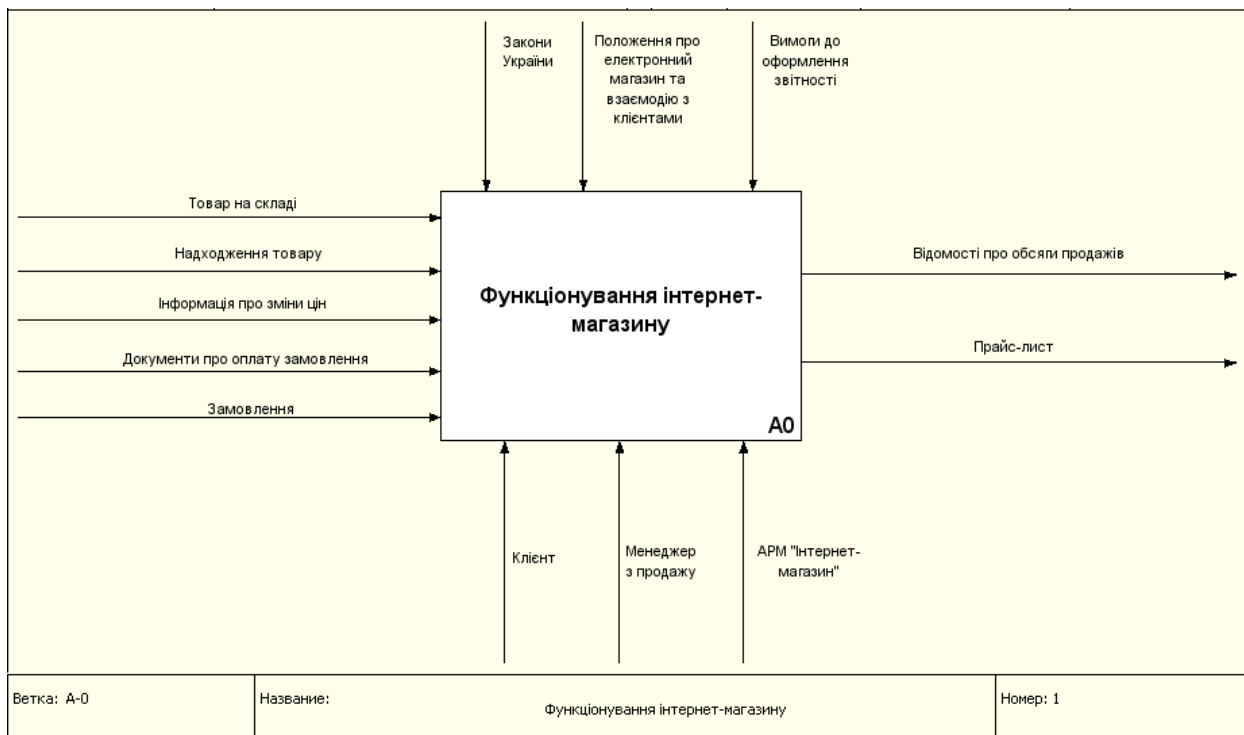 Закони
України
Положення про
електронний
магазин та
взаємодію з
клієнтами
Вимоги до
оформлення
звітності
Товар на складі
Надходження товару
Інформація про зміни цін
Документи про оплату замовлення
Замовлення
Функціонування інтернет-
магазину
A0
Відомості про обсяги продажів
Прайс-лист
Клієнт
Менеджер
з продажу
АРМ "Інтернет-
магазин"
Ветка: A-0
Название:
Функціонування інтернет-магазину
Номер: 1